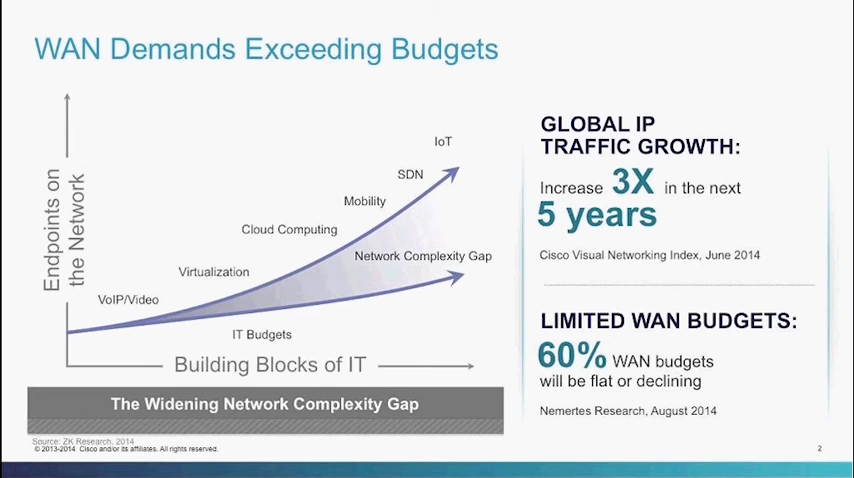 WAN Demands Exceeding Budgets
Endpoints on
the Network
IoT
SDN
Mobility
Cloud Computing
Network Complexity Gap
Virtualization
VoIP/Video
IT Budgets
Building Blocks of IT
The Widening Network Complexity Gap
GLOBAL IP
TRAFFIC GROWTH:
Increase 3X in the next
5 years
Cisco Visual Networking Index, June 2014
LIMITED WAN BUDGETS:
60% WAN budgets
will be flat or declining
Nemertes Research, August 2014
Source: ZK Research, 2014
© 2013-2014 Cisco and/or its affiliates. All rights reserved.
2